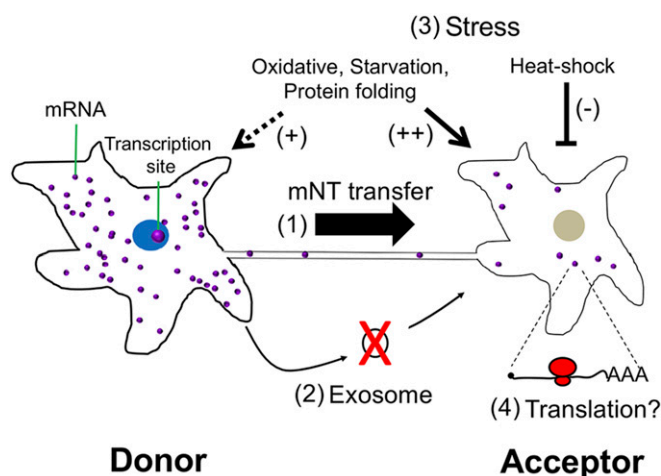 (3) Stress
Oxidative, Starvation,
Protein folding
Heat-shock
mRNA
Transcription
site
(+)
(++)
(-)
mNT transfer
(1)
(2) Exosome
AAA
(4) Translation?
Donor
Acceptor